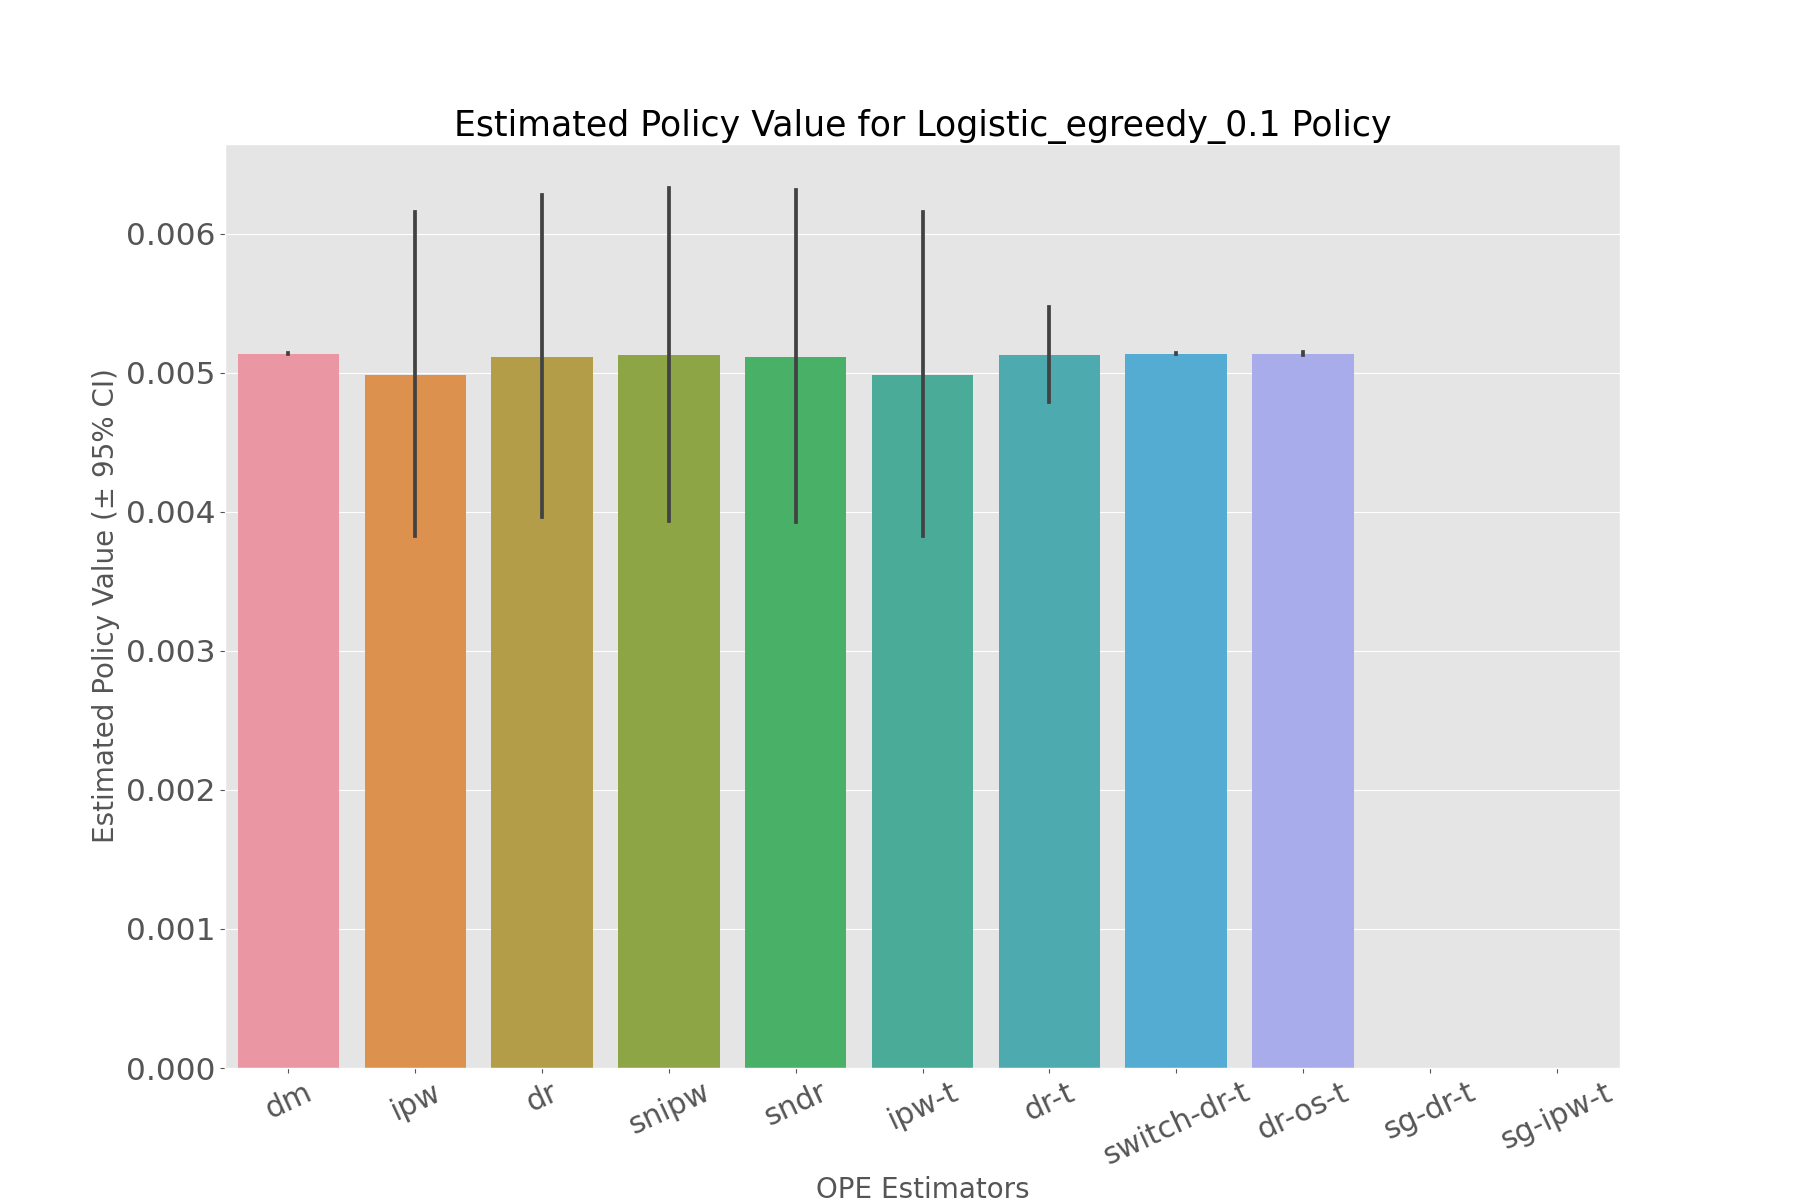 Estimated Policy Value for Logistic_egreedy_0.1 Policy
Estimated Policy Value (± 95% CI)
0.006
0.005
0.004
0.003
0.002
0.001
0.000
dm
ipw
dr
snipw
sndr
ipw-t
dr-t
switch-dr-t
dr-os-t
sg-dr-t
sg-ipw-t
OPE Estimators